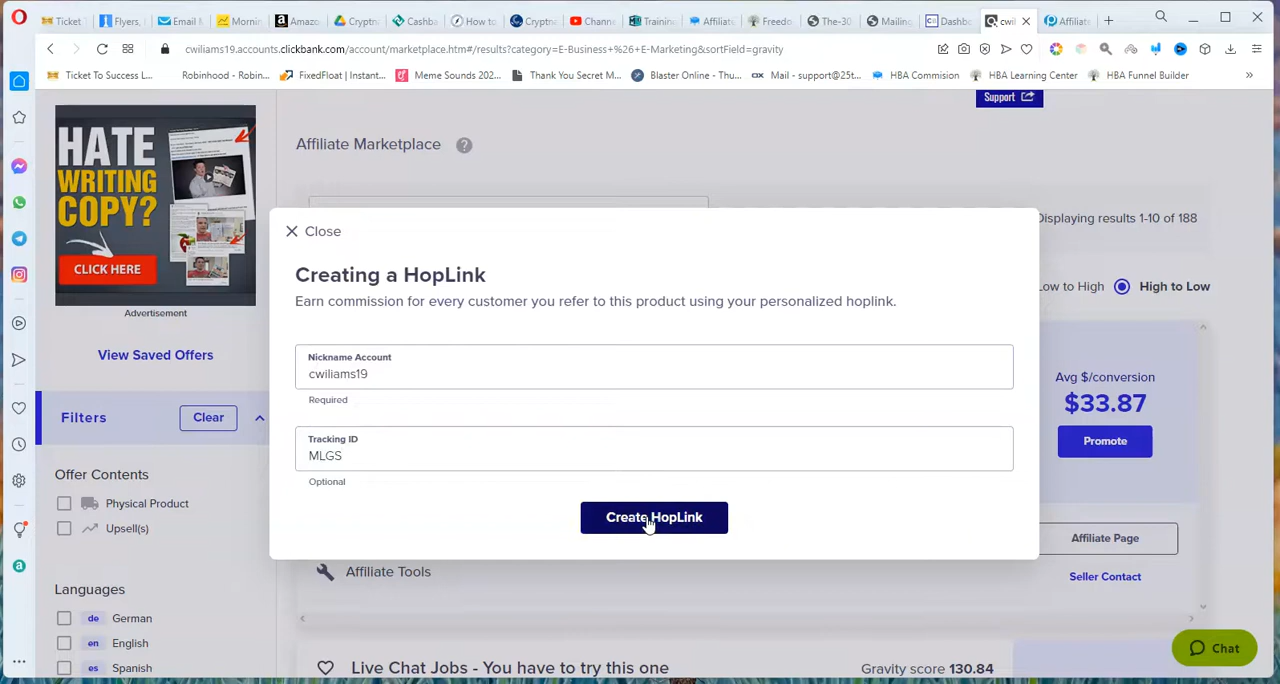 Ticket
Flyers,
Email M
Mornin
Amazo
Crypto
Cashba
How to
Cryptne
Channe
Trainin
Affiliate
Freedo
The-30
Mailing
Dashb
cwil
Affiliate
cwiliams19.accounts.clickbank.com/account/marketplace.htm#/results?category=E-Business+%26+E-Marketing&sortField=gravity
Ticket To Success L...
Robinhood - Robin...
FixedFloat | Instant...
Meme Sounds 202...
Thank You Secret M...
Blaster Online - Thu...
Mail - support@25t...
HBA Commision
HBA Learning Center
HBA Funnel Builder
Support
HATE
WRITING
COPY?
CLICK HERE
Advertisement
View Saved Offers
Filters
Clear
Offer Contents
Physical Product
Upsell(s)
Languages
de German
en English
es Spanish
Affiliate Marketplace ?
Displaying results 1-10 of 188
Low to High High to Low
Close
Creating a HopLink
Earn commission for every customer you refer to this product using your personalized hoplink.
Nickname Account
cwiliams19
Required
Tracking ID
MLGS
Optional
Create HopLink
Avg $/conversion
$33.87
Promote
Affiliate Page
Seller Contact
Affiliate Tools
Live Chat Jobs - You have to try this one
Gravity score 130.84
Chat